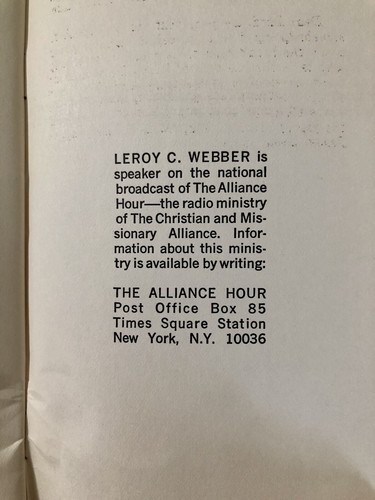 LEROY C. WEBBER is
speaker on the national
broadcast of The Alliance
Hour—the radio ministry
of The Christian and Mis-
sionary Alliance. Infor-
mation about this minis-
try is available by writing:
THE ALLIANCE HOUR
Post Office Box 85
Times Square Station
New York, N.Y. 10036